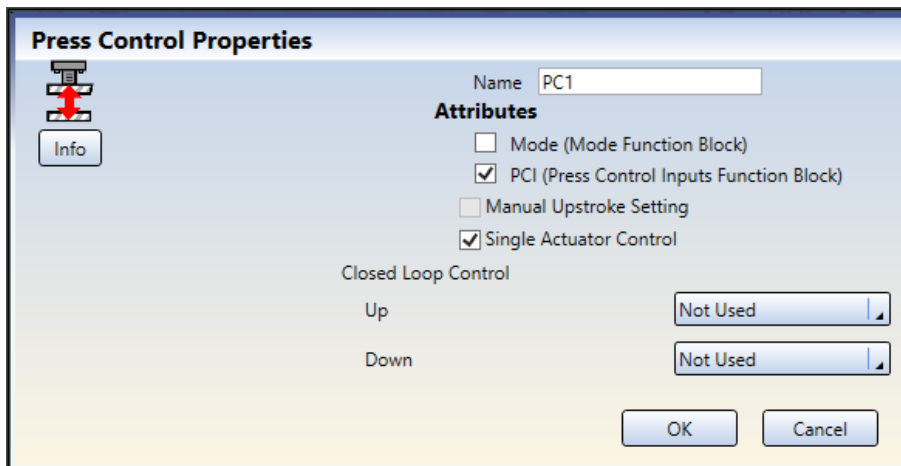 Press Control Properties
Name PC1
Attributes
Info
Mode (Mode Function Block)
PCI (Press Control Inputs Function Block)
Manual Upstroke Setting
Single Actuator Control
Closed Loop Control
Up Not Used
Down Not Used
OK Cancel